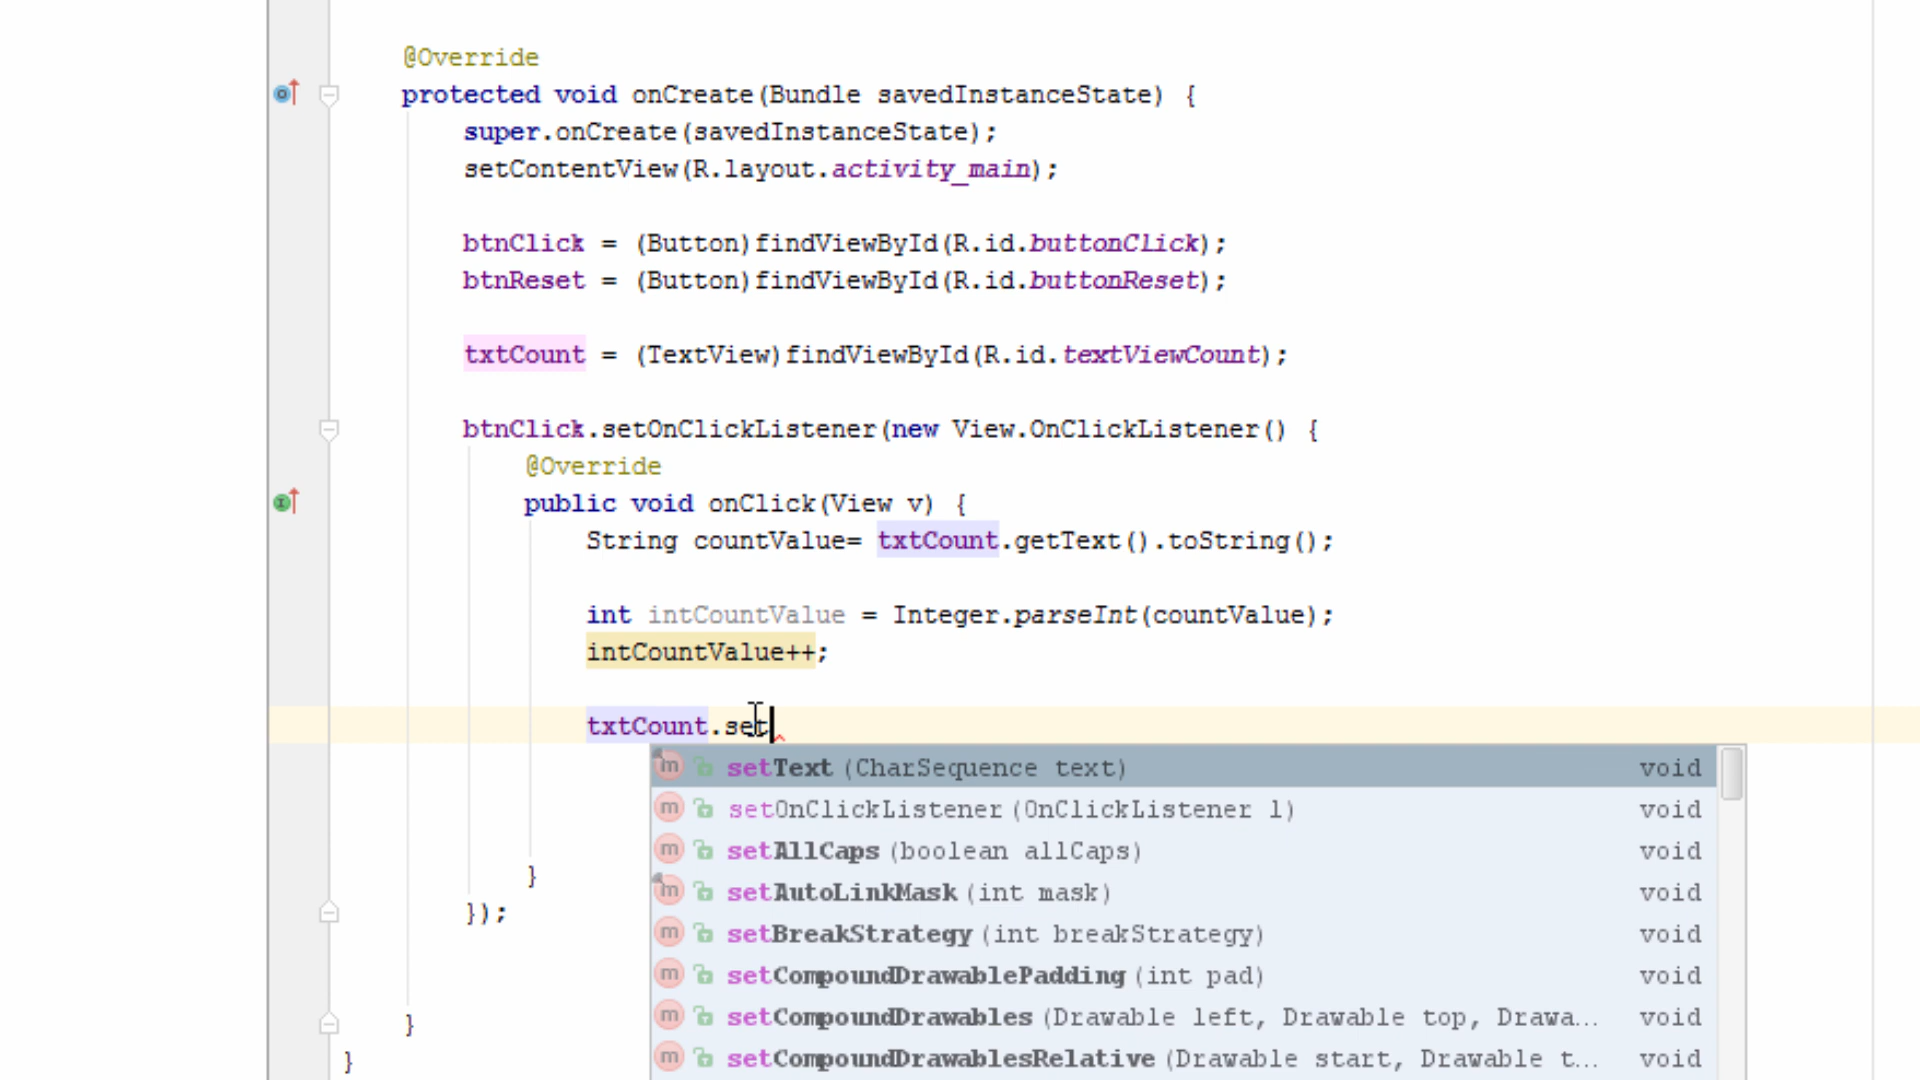 @Override
protected void onCreate(Bundle savedInstanceState) {
super.onCreate(savedInstanceState);
setContentView(R.layout.activity_main);
btnClick = (Button)findViewById(R.id.buttonClick);
btnReset = (Button)findViewById(R.id.buttonReset);
txtCount = (TextView)findViewById(R.id.textViewCount);
btnClick.setOnClickListener(new View.OnClickListener() {
@Override
public void onClick(View v) {
String countValue= txtCount.getText().toString();
int intCountValue = Integer.parseInt(countValue);
intCountValue++;
txtCount.set
m setText(CharSequence text) void
m setOnClickListener(OnClickListener l) void
m setAllCaps(boolean allCaps) void
}
m setAutoLinkMask(int mask) void
});
m setBreakStrategy(int breakStrategy) void
m setCompoundDrawablePadding(int pad) void
m setCompoundDrawables(Drawable left, Drawable top, Drawa... void
}
m setCompoundDrawablesRelative(Drawable start, Drawable t... void
}